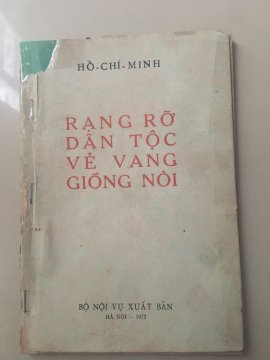 HỒ-CHÍ-MINH
RẠNG RỠ
DÂN TỘC
VẺ VANG
GIỐNG NÒI
BỘ NỘI VỤ XUẤT BẢN
HÀ NỘI — 1972